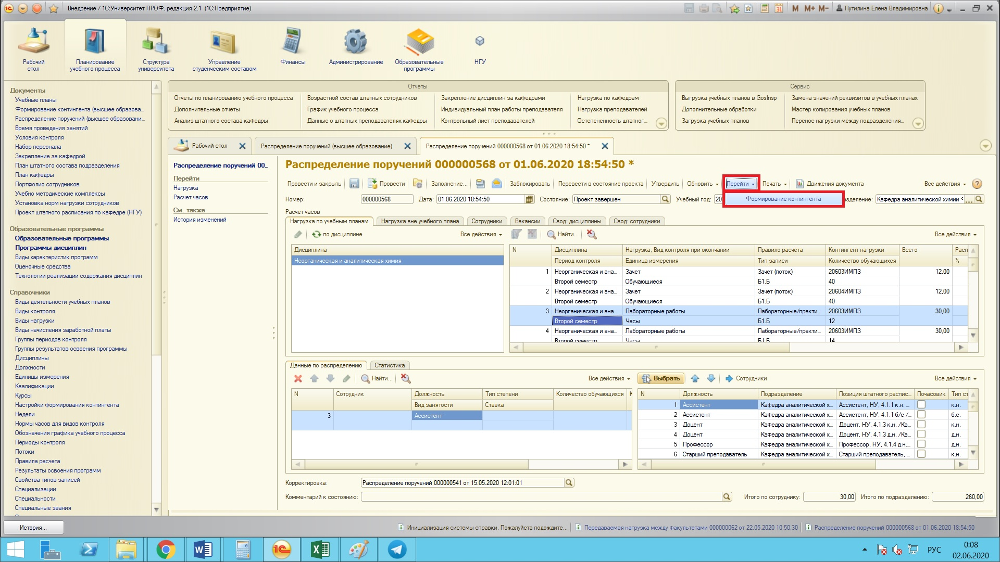 Внедрение / 1С:Университет ПРОФ, редакция 2.1 (1С:Предприятие)
M M+ M-
Путилина Елена Владимировна
Рабочий стол
Планирование учебного процесса
Структура университета
Управление студенческим составом
Финансы
Администрирование
Образовательные программы
НГУ
Документы
Учебные планы
Формирование контингента (высшее образова...
Распределение поручений (высшее образовани...
Время проведения занятий
Условия контроля
Набор персонала
Закрепление за кафедрой
План штатного состава подразделения
План кафедры
Портфолио сотрудников
Учебно методические комплексы
Установка норм нагрузки сотрудников
Проект штатного расписания по кафедре (НГУ)
Образовательные программы
Образовательные программы
Программы дисциплин
Виды характеристик программ
Оценочные средства
Технологии реализации содержания дисциплин
Справочники
Виды деятельности учебных планов
Виды контроля
Виды нагрузки
Виды начисления заработной платы
Группы периодов контроля
Группы результатов освоения программы
Дисциплины
Должности
Единицы измерения
Квалификации
Курсы
Настройки формирования контингента
Недели
Нормы часов для видов контроля
Обозначения графика учебного процесса
Периоды контроля
Потоки
Правила расчета
Результаты освоения программ
Свойства типов записей
Специализации
Специальности
Специальные звания
Отчеты
Отчеты по планированию учебного процесса
Дополнительные отчеты
Анализ штатного состава кафедры
Возрастной состав штатных сотрудников
График учебного процесса
Данные о штатных преподавателях кафедры
Закрепление дисциплин за кафедрами
Индивидуальный план работы преподавателя
Контрольный лист преподавателей
Нагрузка по кафедрам
Нагрузка преподавателей
Остепененность штатног...
Сервис
Выгрузка учебных планов в GosInsp
Дополнительные обработки
Загрузка учебных планов
Замена значений реквизитов в учебных планах
Мастер копирования учебных планов
Перенос нагрузки между подразделения...
Рабочий стол
Распределение поручений (высшее образование)
Распределение поручений 000000568 от 01.06.2020 18:54:50 *
Распределение поручений 00...
Перейти
Нагрузка
Расчет часов
См. также
История изменений
Распределение поручений 000000568 от 01.06.2020 18:54:50 *
Провести и закрыть Провести Заполнение... Заблокировать Перевести в состояние проекта Утвердить Обновить Перейти Печать Движения документа Все действия
Номер: 000000568 Дата: 01.06.2020 18:54:50 Состояние: Проект завершен Учебный год: 202 Формирование контингента азделение: Кафедра аналитической химии Ф ...
Расчет часов
Нагрузка по учебным планам Нагрузка вне учебного плана Сотрудники Вакансии Свод: дисциплины Свод: сотрудники
по дисциплине Все действия Найти... Все действия
Дисциплина
Неорганическая и аналитическая химия
N Дисциплина Нагрузка, Вид контроля при окончании Правило расчета Контингент нагрузки Всего Расп
Период контроля Единица измерения Тип записи Количество обучающихся %
1 Неорганическая и ана... Зачет Зачет (поток) 20603ИМПЗ 12,00
Второй семестр Обучающиеся Б1.Б 40
2 Неорганическая и ана... Зачет Зачет (поток) 20604ИМПЗ 12,00
Второй семестр Обучающиеся Б1.Б 40
3 Неорганическая и ана... Лабораторные работы Лабораторные/практи... 20603ИМПЗ 30,00
Второй семестр Часы Б1.Б 12
4 Неорганическая и ана... Лабораторные работы Лабораторные/практи... 20603ИМПЗ 30,00
Второй семестр Часы Б1.Б 14
Данные по распределению Статистика
Найти... Все действия
N Сотрудник Должность Тип степени Количество обучающихся К
Вид занятости Ставка
3 Ассистент
Выбрать Сотрудники Все действия
N Должность Подразделение Позиция штатного распис... Почасовик Тип ст
1 Ассистент Кафедра аналитической х... Ассистент, НУ, 4.1.1 к.н. ... к.н.
2 Ассистент Кафедра аналитической х... Ассистент, НУ, 4.1.1 б/с /... б.с.
3 Доцент Кафедра аналитической х... Доцент, НУ, 4.1.3 к.н. /Ка... к.н.
4 Доцент Кафедра аналитической х... Доцент, НУ, 4.1.3 д.н. /Ка... д.н.
5 Профессор Кафедра аналитической х... Профессор, НУ, 4.1.4 д.н.... д.н.
6 Старший преподаватель Кафедра аналитической х... Старший преподаватель, ... к.н.
Корректировка: Распределение поручений 000000541 от 15.05.2020 12:01:01
Комментарий к состоянию: Итого по сотруднику: 30,00 Итого по подразделению: 260,00
История...
Инициализация системы справки. Пожалуйста подождите...
Передаваемая нагрузка между факультетами 000000062 от 22.05.2020 10:50:30
Распределение поручений 000000568 от 01.06.2020 18:54:50
РУС
0:08
02.06.2020